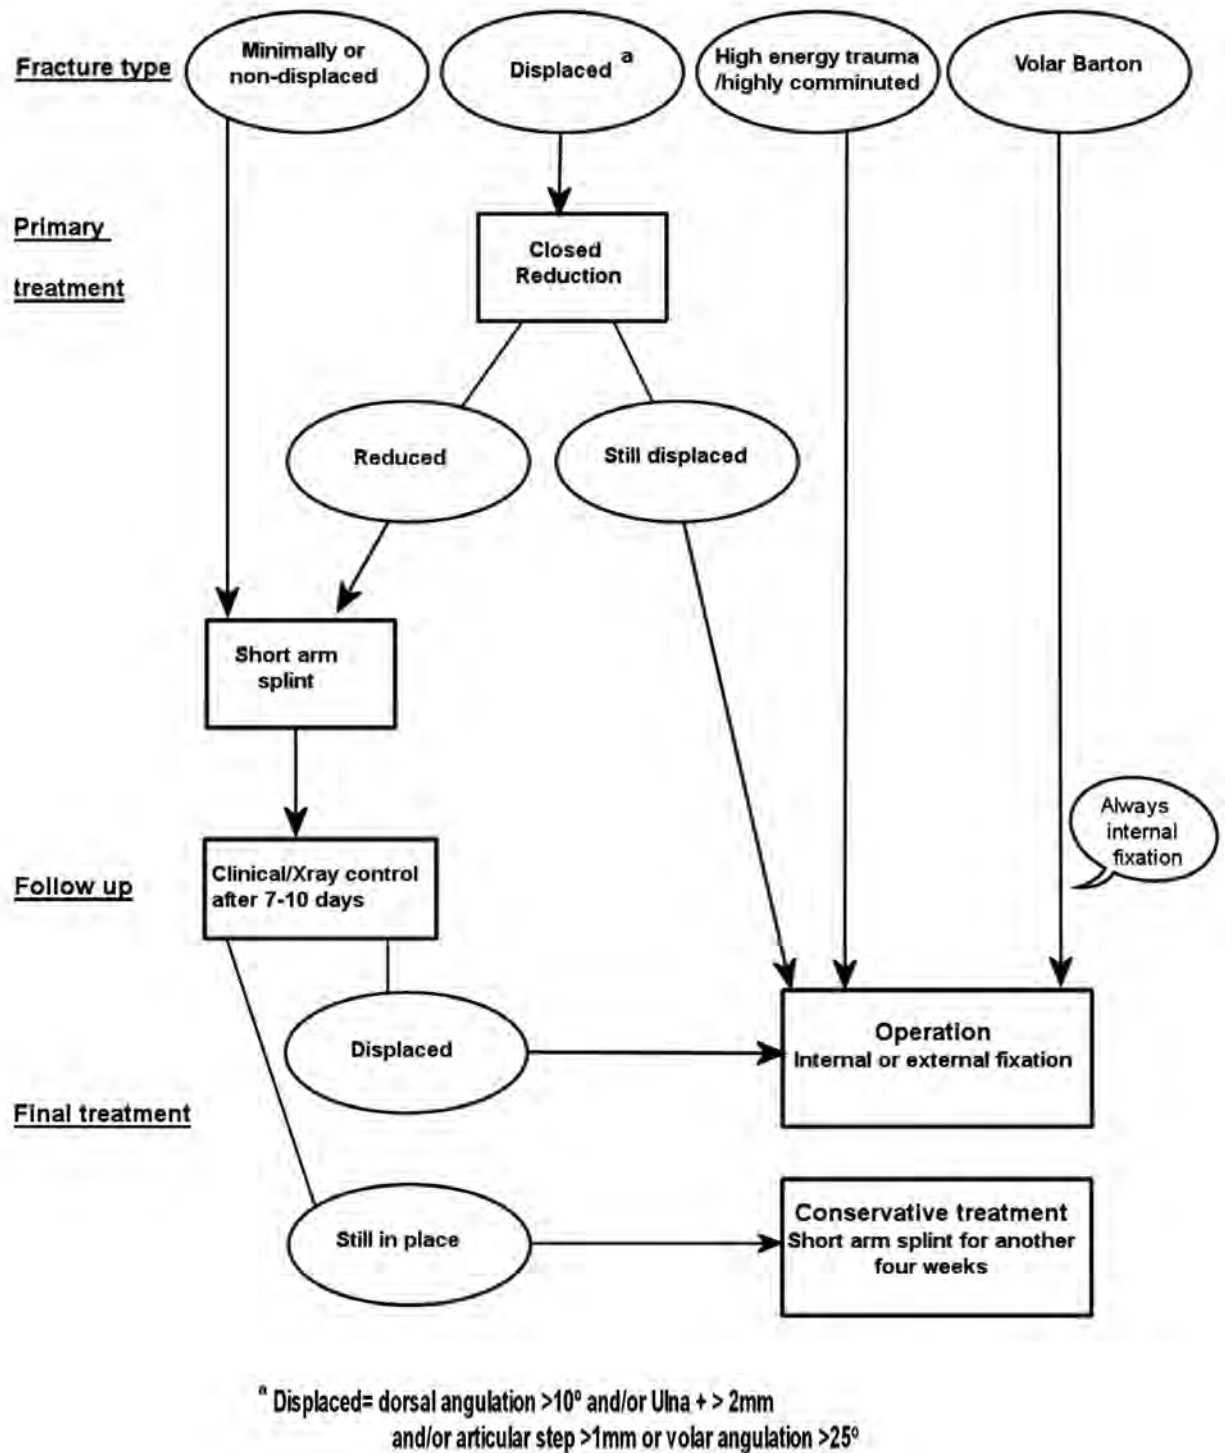 Fracture type
Minimally or
non-displaced
Displaced a
High energy trauma
/highly comminuted
Volar Barton
Primary
treatment
Closed
Reduction
Reduced
Still displaced
Short arm
splint
Always
internal
fixation
Follow up
Clinical/Xray control
after 7-10 days
Displaced
Operation
Internal or external fixation
Final treatment
Still in place
Conservative treatment
Short arm splint for another
four weeks
a Displaced= dorsal angulation >10º and/or Ulna + > 2mm
and/or articular step >1mm or volar angulation >25º